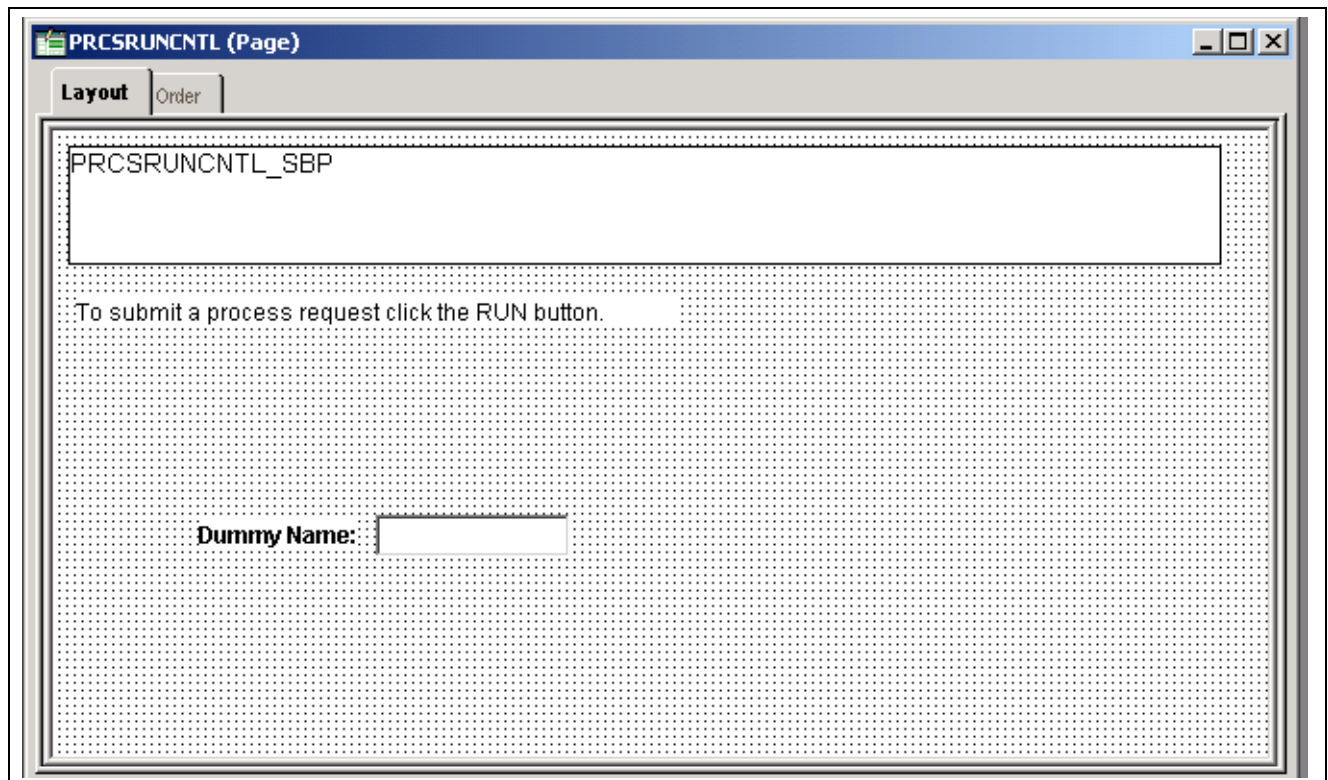 PRCSRUNCNTL (Page)
Layout
Order
PRCSRUNCNTL_SBP
To submit a process request click the RUN button.
Dummy Name: